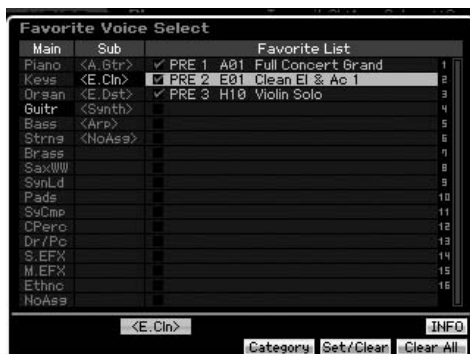 Favorite Voice Select
Main Sub Favorite List
Piano <A.Gtr> PRE 1 A01 Full Concert Grand 1
Keys <E.Cln> PRE 2 E01 Clean El & Ac 1 2
Organ <E.Dst> PRE 3 H10 Violin Solo 3
Guitr <Synth> 4
Bass <Arp> 5
Strng <NoAsg> 6
Brass 7
SaxWW 8
SynLd 9
Pads 10
SyCmp 11
CPerc 12
Dr/Pc 13
S.EFX 14
M.EFX 15
Ethnc 16
NoAsg
<E.Cln> INFO
Category Set/Clear Clear All